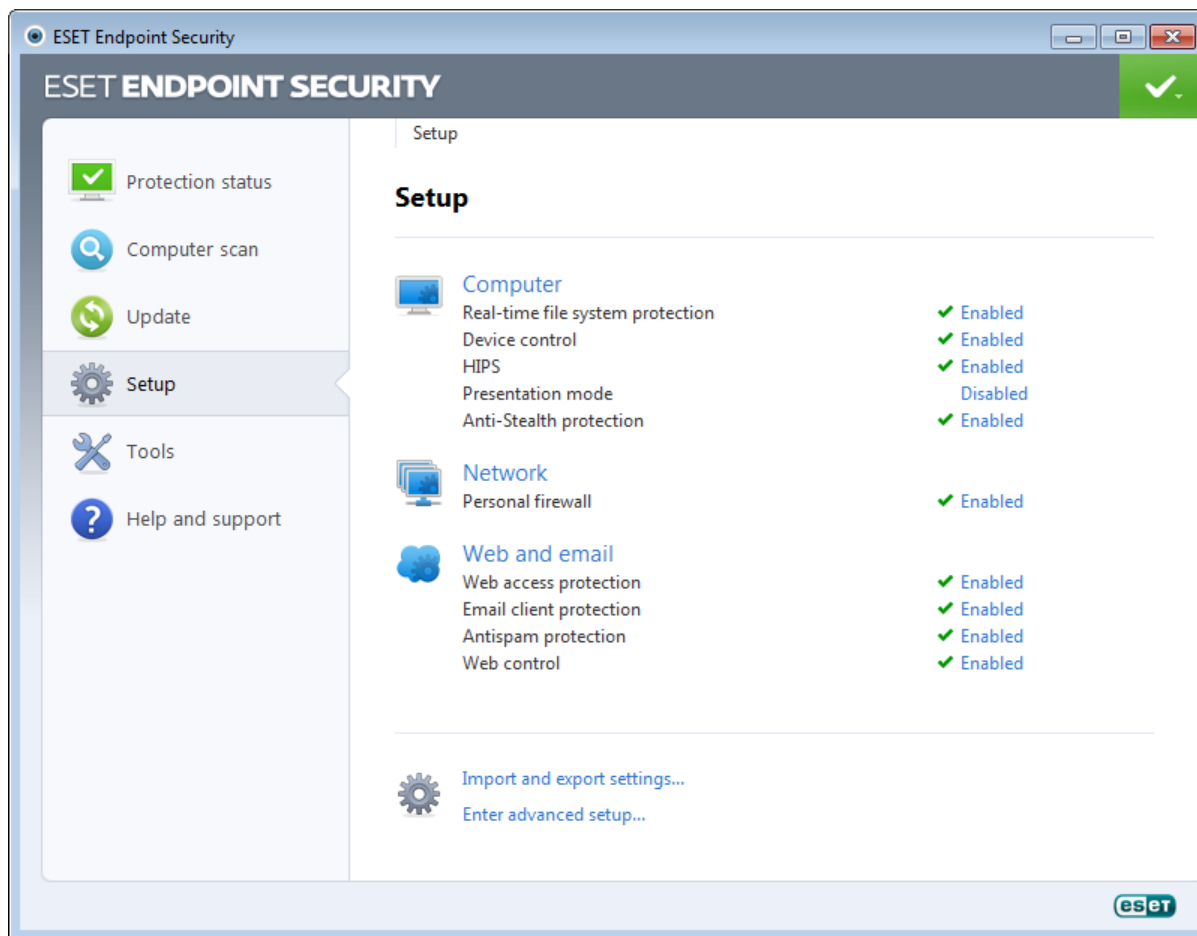 ESET Endpoint Security
ESET ENDPOINT SECURITY
Protection status
Computer scan
Update
Setup
Tools
Help and support
Setup
Setup
Computer
Real-time file system protection Enabled
Device control Enabled
HIPS Enabled
Presentation mode Disabled
Anti-Stealth protection Enabled
Network
Personal firewall Enabled
Web and email
Web access protection Enabled
Email client protection Enabled
Antispam protection Enabled
Web control Enabled
Import and export settings...
Enter advanced setup...
eseT